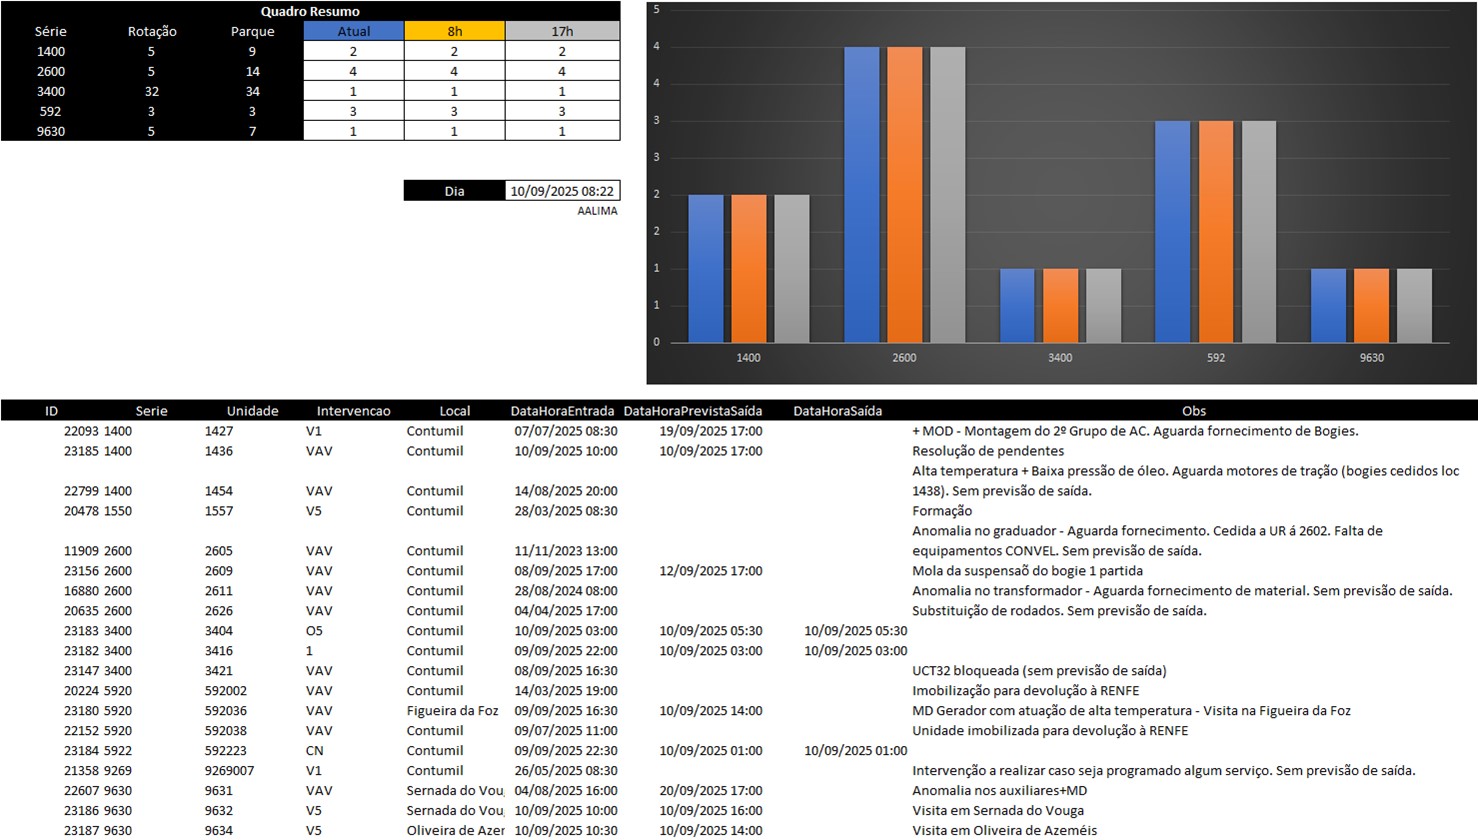 Quadro Resumo
Série Rotação Parque Atual 8h 17h
1400 5 9 2 2 2
2600 5 14 4 4 4
3400 32 34 1 1 1
592 3 3 3 3 3
9630 5 7 1 1 1
Dia 10/09/2025 08:22
AALIMA
5
4
4
3
3
2
2
1
1
0
1400 2600 3400 592 9630
ID Serie Unidade Intervencao Local DataHoraEntrada DataHoraPrevistaSaída DataHoraSaída Obs
22093 1400 1427 V1 Contumil 07/07/2025 08:30 19/09/2025 17:00 + MOD - Montagem do 2º Grupo de AC. Aguarda fornecimento de Bogies.
23185 1400 1436 VAV Contumil 10/09/2025 10:00 10/09/2025 17:00 Resolução de pendentes
Alta temperatura + Baixa pressão de óleo. Aguarda motores de tração (bogies cedidos loc
22799 1400 1454 VAV Contumil 14/08/2025 20:00 1438). Sem previsão de saída.
20478 1550 1557 V5 Contumil 28/03/2025 08:30 Formação
Anomalia no graduador - Aguarda fornecimento. Cedida a UR á 2602. Falta de
11909 2600 2605 VAV Contumil 11/11/2023 13:00 equipamentos CONVEL. Sem previsão de saída.
23156 2600 2609 VAV Contumil 08/09/2025 17:00 12/09/2025 17:00 Mola da suspensaõ do bogie 1 partida
16880 2600 2611 VAV Contumil 28/08/2024 08:00 Anomalia no transformador - Aguarda fornecimento de material. Sem previsão de saída.
20635 2600 2626 VAV Contumil 04/04/2025 17:00 Substituição de rodados. Sem previsão de saída.
23183 3400 3404 O5 Contumil 10/09/2025 03:00 10/09/2025 05:30 10/09/2025 05:30
23182 3400 3416 1 Contumil 09/09/2025 22:00 10/09/2025 03:00 10/09/2025 03:00
23147 3400 3421 VAV Contumil 08/09/2025 16:30 UCT32 bloqueada (sem previsão de saída)
20224 5920 592002 VAV Contumil 14/03/2025 19:00 Imobilização para devolução à RENFE
23180 5920 592036 VAV Figueira da Foz 09/09/2025 16:30 10/09/2025 14:00 MD Gerador com atuação de alta temperatura - Visita na Figueira da Foz
22152 5920 592038 VAV Contumil 09/07/2025 11:00 Unidade imobilizada para devolução à RENFE
23184 5922 592223 CN Contumil 09/09/2025 22:30 10/09/2025 01:00 10/09/2025 01:00
21358 9269 9269007 V1 Contumil 26/05/2025 08:30 Intervenção a realizar caso seja programado algum serviço. Sem previsão de saída.
22607 9630 9631 VAV Sernada do Vou 04/08/2025 16:00 20/09/2025 17:00 Anomalia nos auxiliares+MD
23186 9630 9632 V5 Sernada do Vou 10/09/2025 10:00 10/09/2025 16:00 Visita em Sernada do Vouga
23187 9630 9634 V5 Oliveira de Azer 10/09/2025 10:30 10/09/2025 14:00 Visita em Oliveira de Azeméis